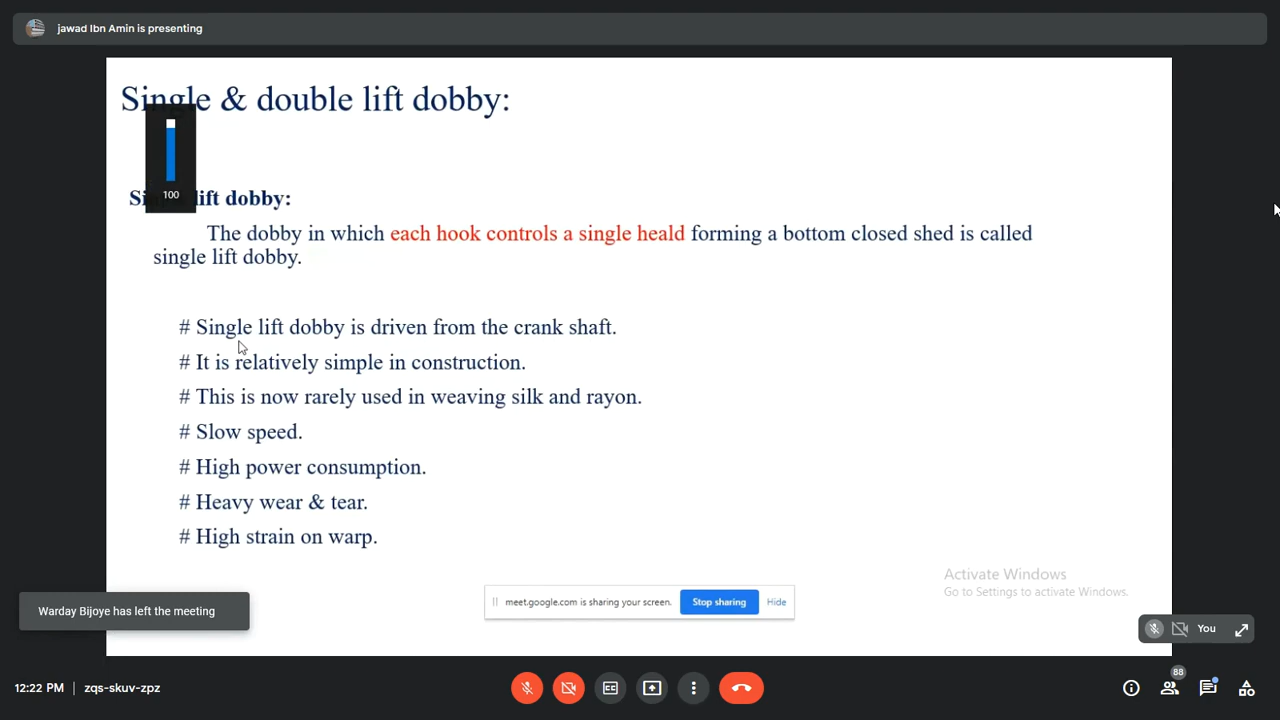 jawad Ibn Amin is presenting
Single & double lift dobby:
100
lift dobby:
The dobby in which each hook controls a single heald forming a bottom closed shed is called
single lift dobby.
# Single lift dobby is driven from the crank shaft.
# It is relatively simple in construction.
# This is now rarely used in weaving silk and rayon.
# Slow speed.
# High power consumption.
# Heavy wear & tear.
# High strain on warp.
Activate Windows
Go to Settings to activate Windows.
meet.google.com is sharing your screen. Stop sharing Hide
Warday Bijoye has left the meeting
You
12:22 PM | zqs-skuv-zpz
CC
88